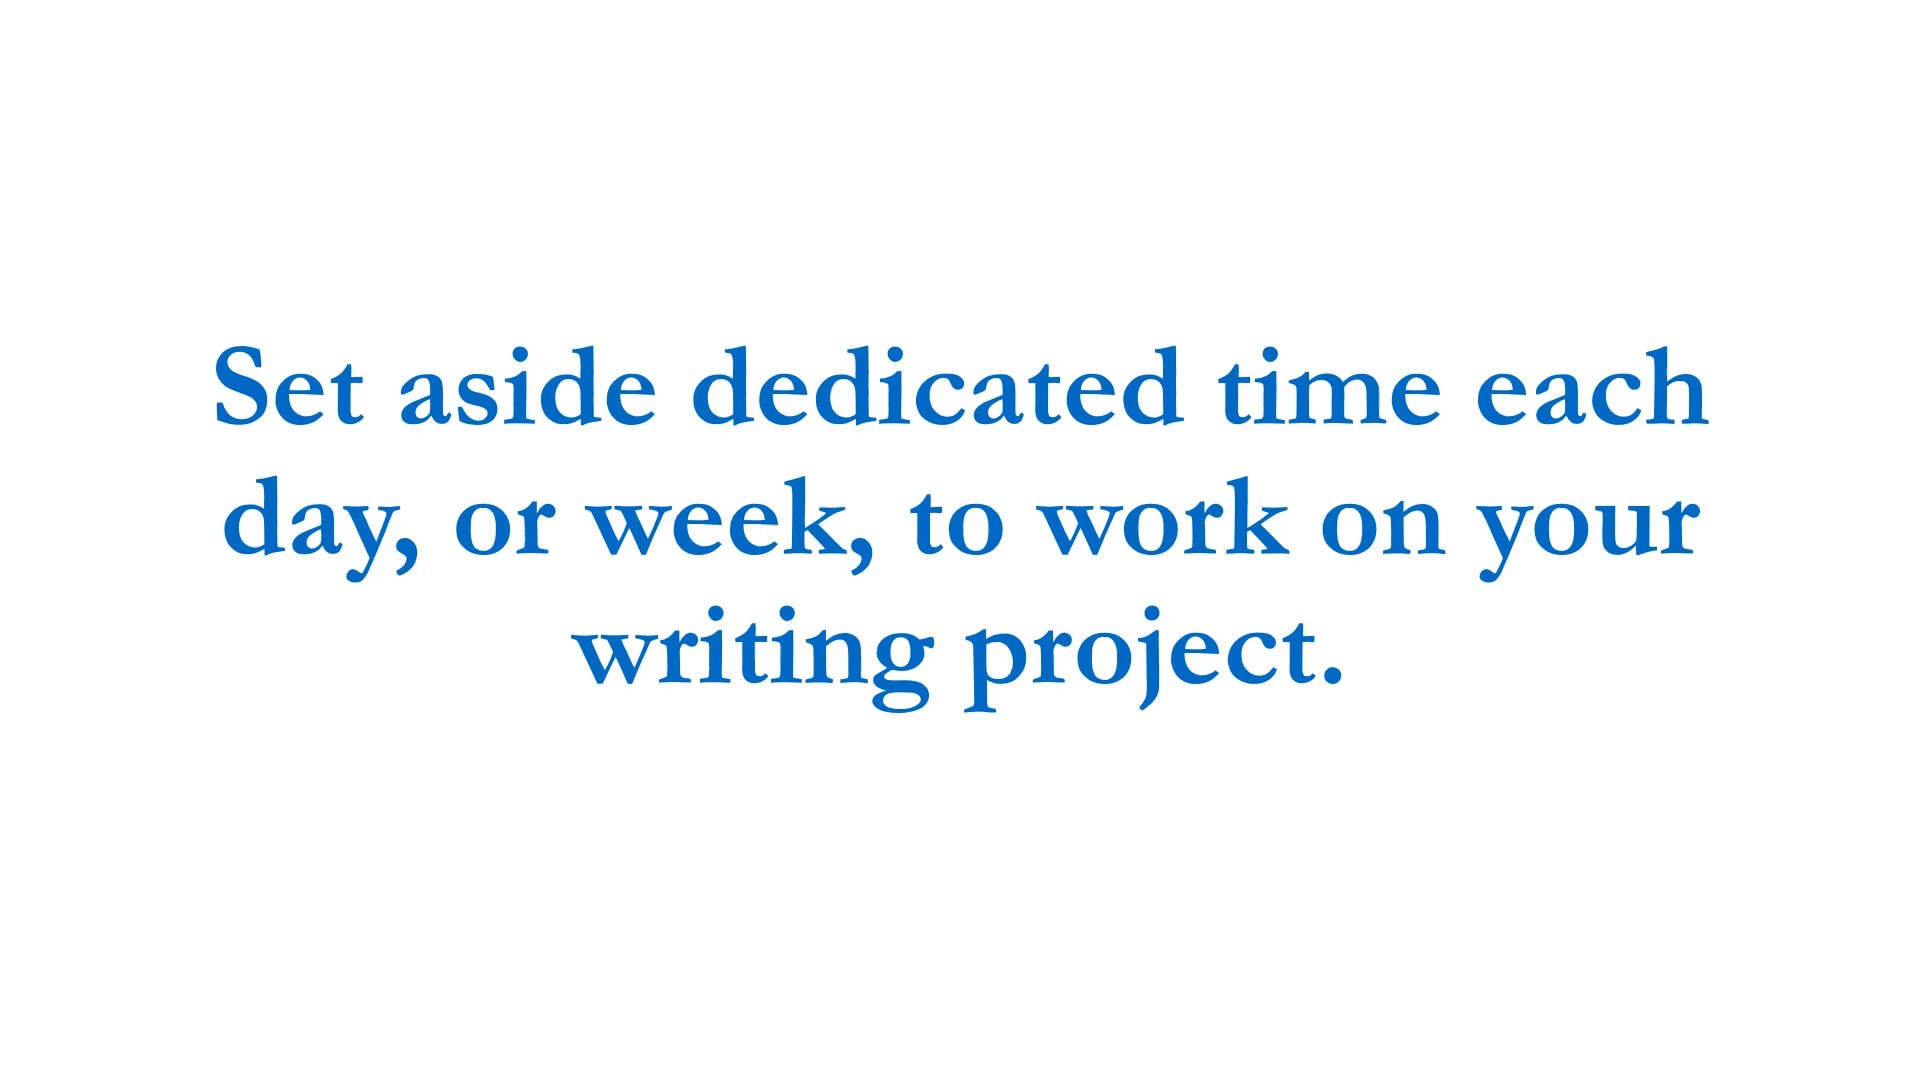 Set aside dedicated time each
day, or week, to work on your
writing project.